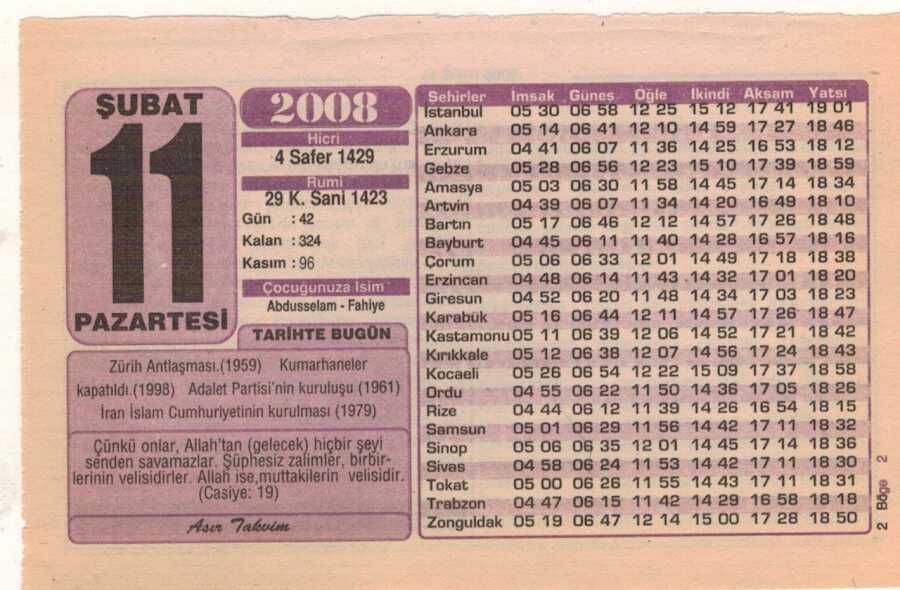 ŞUBAT
11
PAZARTESİ
2008
Hicri
4 Safer 1429
Rumi
29 K. Sani 1423
Gün : 42
Kalan : 324
Kasım : 96
Çocuğunuza İsim
Abdusselam - Fahiye
TARİHTE BUGÜN
Zürih Antlaşması.(1959) Kumarhaneler
kapatıldı.(1998) Adalet Partisi'nin kuruluşu (1961)
İran İslam Cumhuriyetinin kurulması (1979)
Çünkü onlar, Allah'tan (gelecek) hiçbir şeyi
senden savamazlar. Şüphesiz zalimler, birbir-
lerinin velisidirler. Allah ise,muttakilerin velisidir.
(Casiye: 19)
Asır Takvim
Şehirler İmsak Güneş Öğle İkindi Akşam Yatsı
İstanbul 05 30 06 58 12 25 15 12 17 41 19 01
Ankara 05 14 06 41 12 10 14 59 17 27 18 46
Erzurum 04 41 06 07 11 36 14 25 16 53 18 12
Gebze 05 28 06 56 12 23 15 10 17 39 18 59
Amasya 05 03 06 30 11 58 14 45 17 14 18 34
Artvin 04 39 06 07 11 34 14 20 16 49 18 10
Bartın 05 17 06 46 12 12 14 57 17 26 18 48
Bayburt 04 45 06 11 11 40 14 28 16 57 18 16
Çorum 05 06 06 33 12 01 14 49 17 18 18 38
Erzincan 04 48 06 14 11 43 14 32 17 01 18 20
Giresun 04 52 06 20 11 48 14 34 17 03 18 23
Karabük 05 16 06 44 12 11 14 57 17 26 18 47
Kastamonu 05 11 06 39 12 06 14 52 17 21 18 42
Kırıkkale 05 12 06 38 12 07 14 56 17 24 18 43
Kocaeli 05 26 06 54 12 22 15 09 17 37 18 58
Ordu 04 55 06 22 11 50 14 36 17 05 18 26
Rize 04 44 06 12 11 39 14 26 16 54 18 15
Samsun 05 01 06 29 11 56 14 42 17 11 18 32
Sinop 05 06 06 35 12 01 14 45 17 14 18 36
Sivas 04 58 06 24 11 53 14 42 17 11 18 30
Tokat 05 00 06 26 11 55 14 43 17 11 18 31
Trabzon 04 47 06 15 11 42 14 29 16 58 18 18
Zonguldak 05 19 06 47 12 14 15 00 17 28 18 50
2 Böge 2